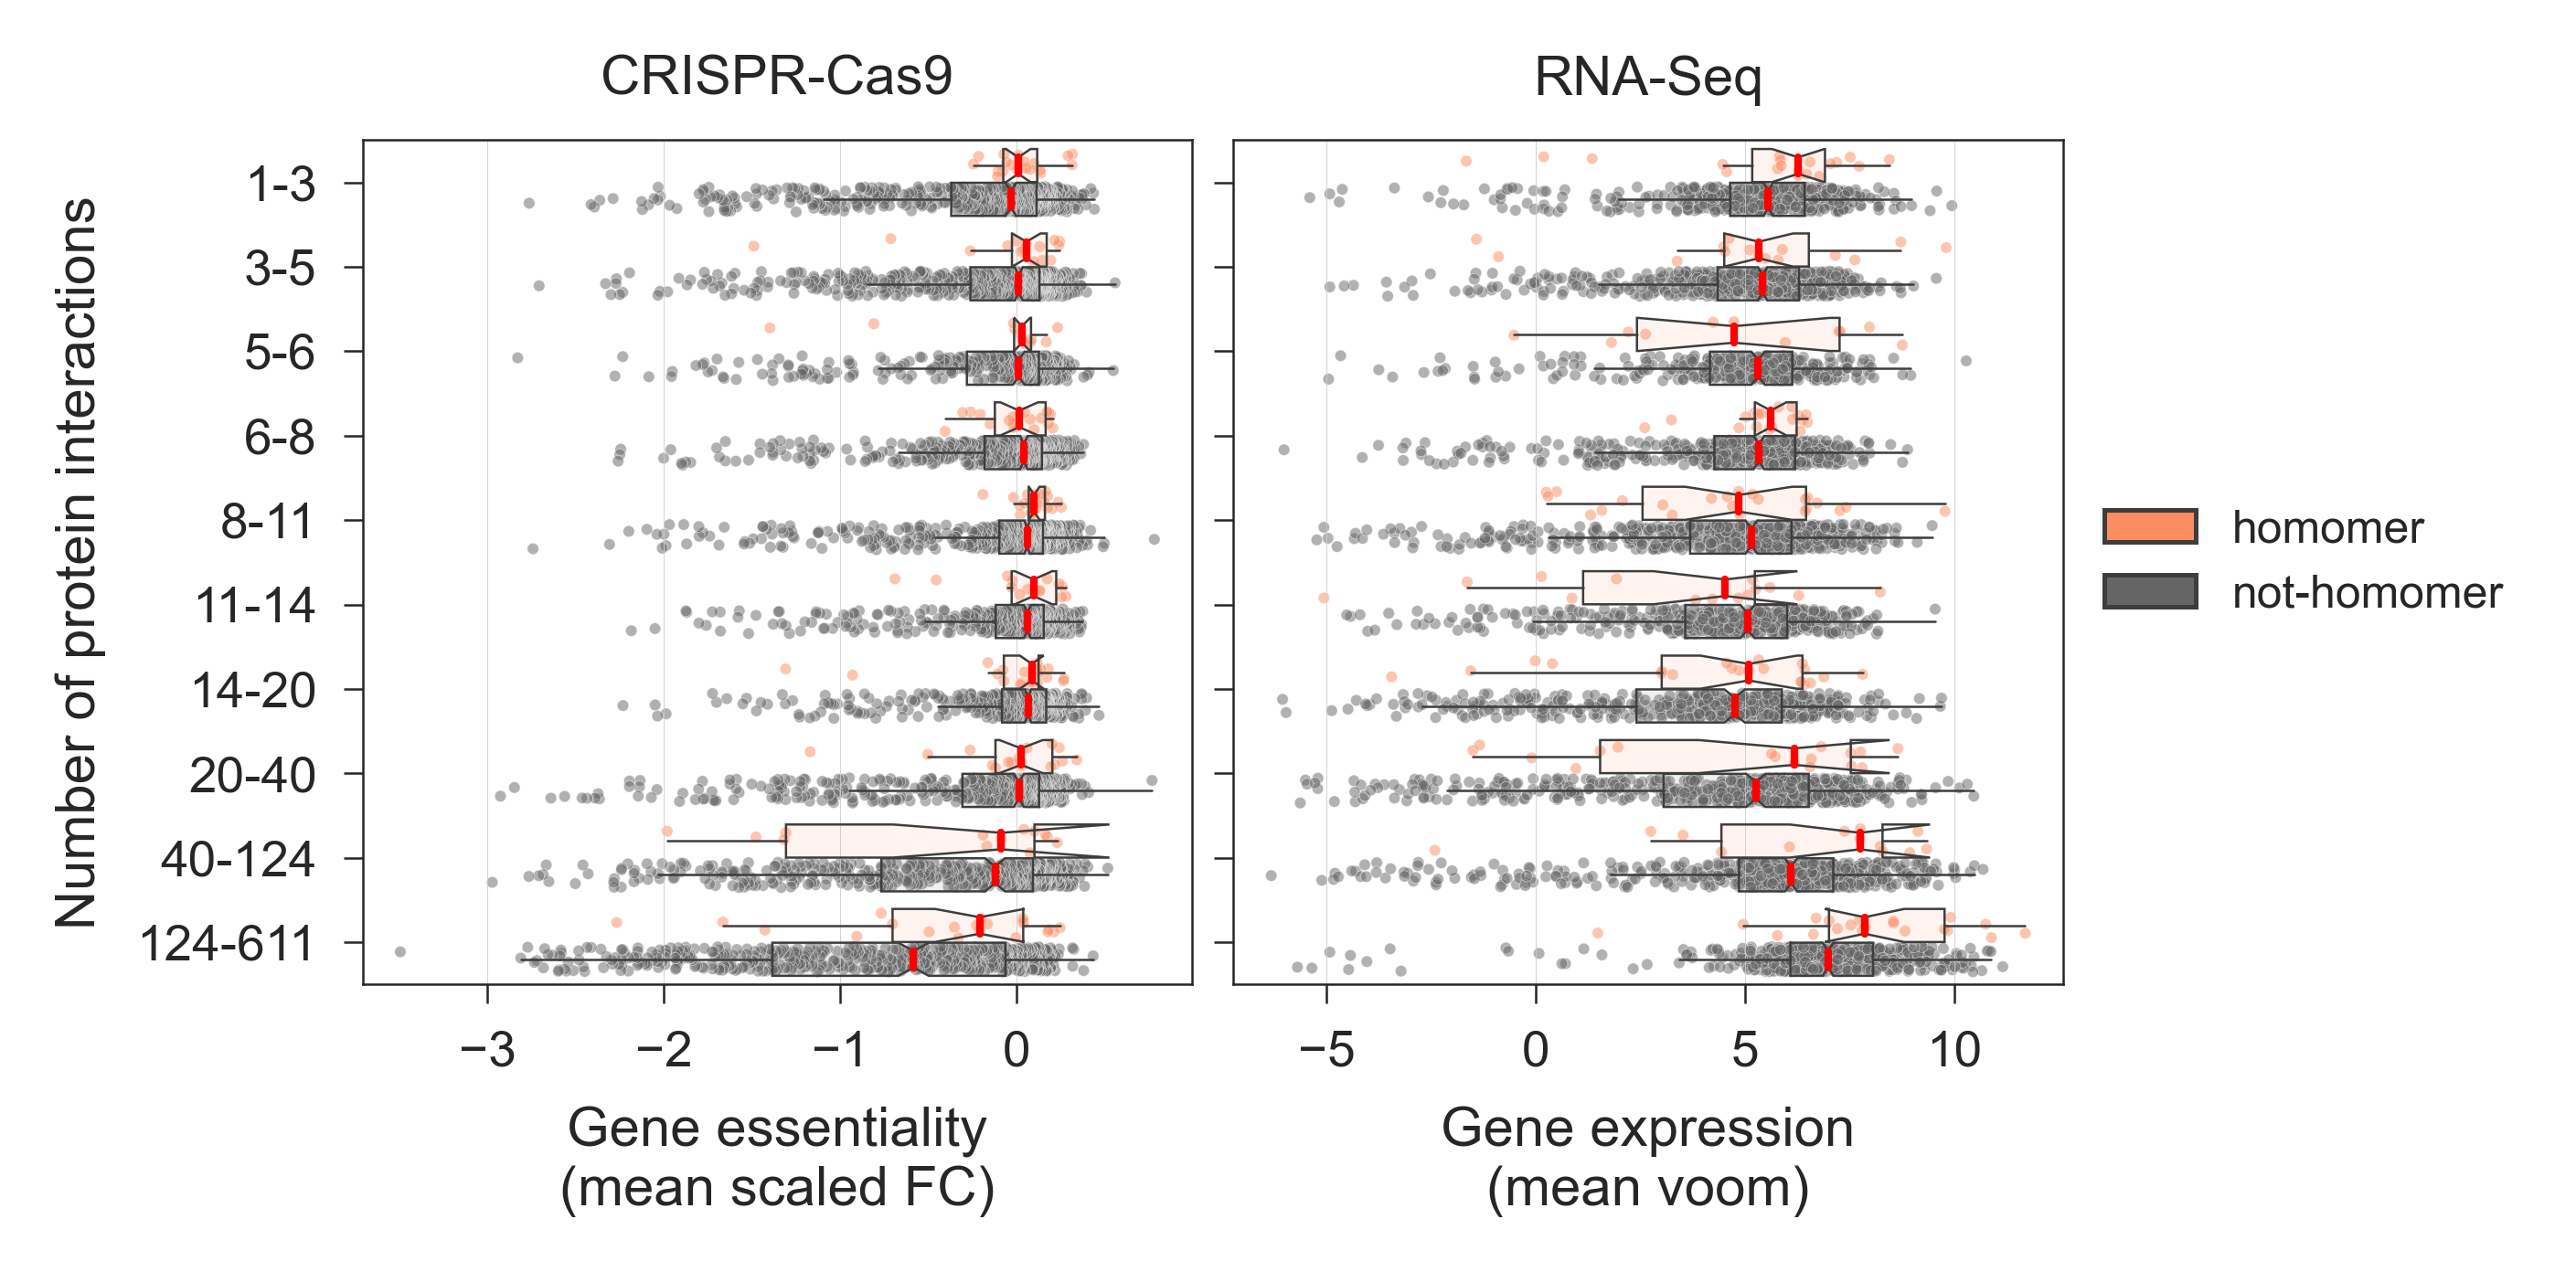 CRISPR-Cas9
RNA-Seq
Number of protein interactions
1-3
3-5
5-6
6-8
8-11
11-14
14-20
20-40
40-124
124-611
−3
−2
−1
0
−5
0
5
10
Gene essentiality
(mean scaled FC)
Gene expression
(mean voom)
homomer
not-homomer